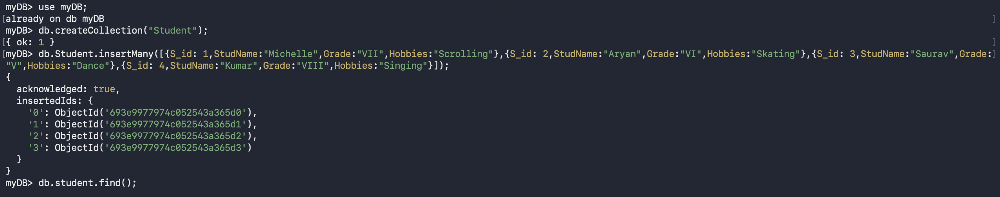 myDB> use myDB;
[already on db myDB ]
myDB> db.createCollection("Student");
[{ ok: 1 } ]
[myDB> db.Student.insertMany([{S_id: 1,StudName:"Michelle",Grade:"VII",Hobbies:"Scrolling"},{S_id: 2,StudName:"Aryan",Grade:"VI",Hobbies:"Skating"},{S_id: 3,StudName:"Saurav",Grade:]
"V",Hobbies:"Dance"},{S_id: 4,StudName:"Kumar",Grade:"VIII",Hobbies:"Singing"}]);
{
  acknowledged: true,
  insertedIds: {
    '0': ObjectId('693e9977974c052543a365d0'),
    '1': ObjectId('693e9977974c052543a365d1'),
    '2': ObjectId('693e9977974c052543a365d2'),
    '3': ObjectId('693e9977974c052543a365d3')
  }
}
myDB> db.student.find();